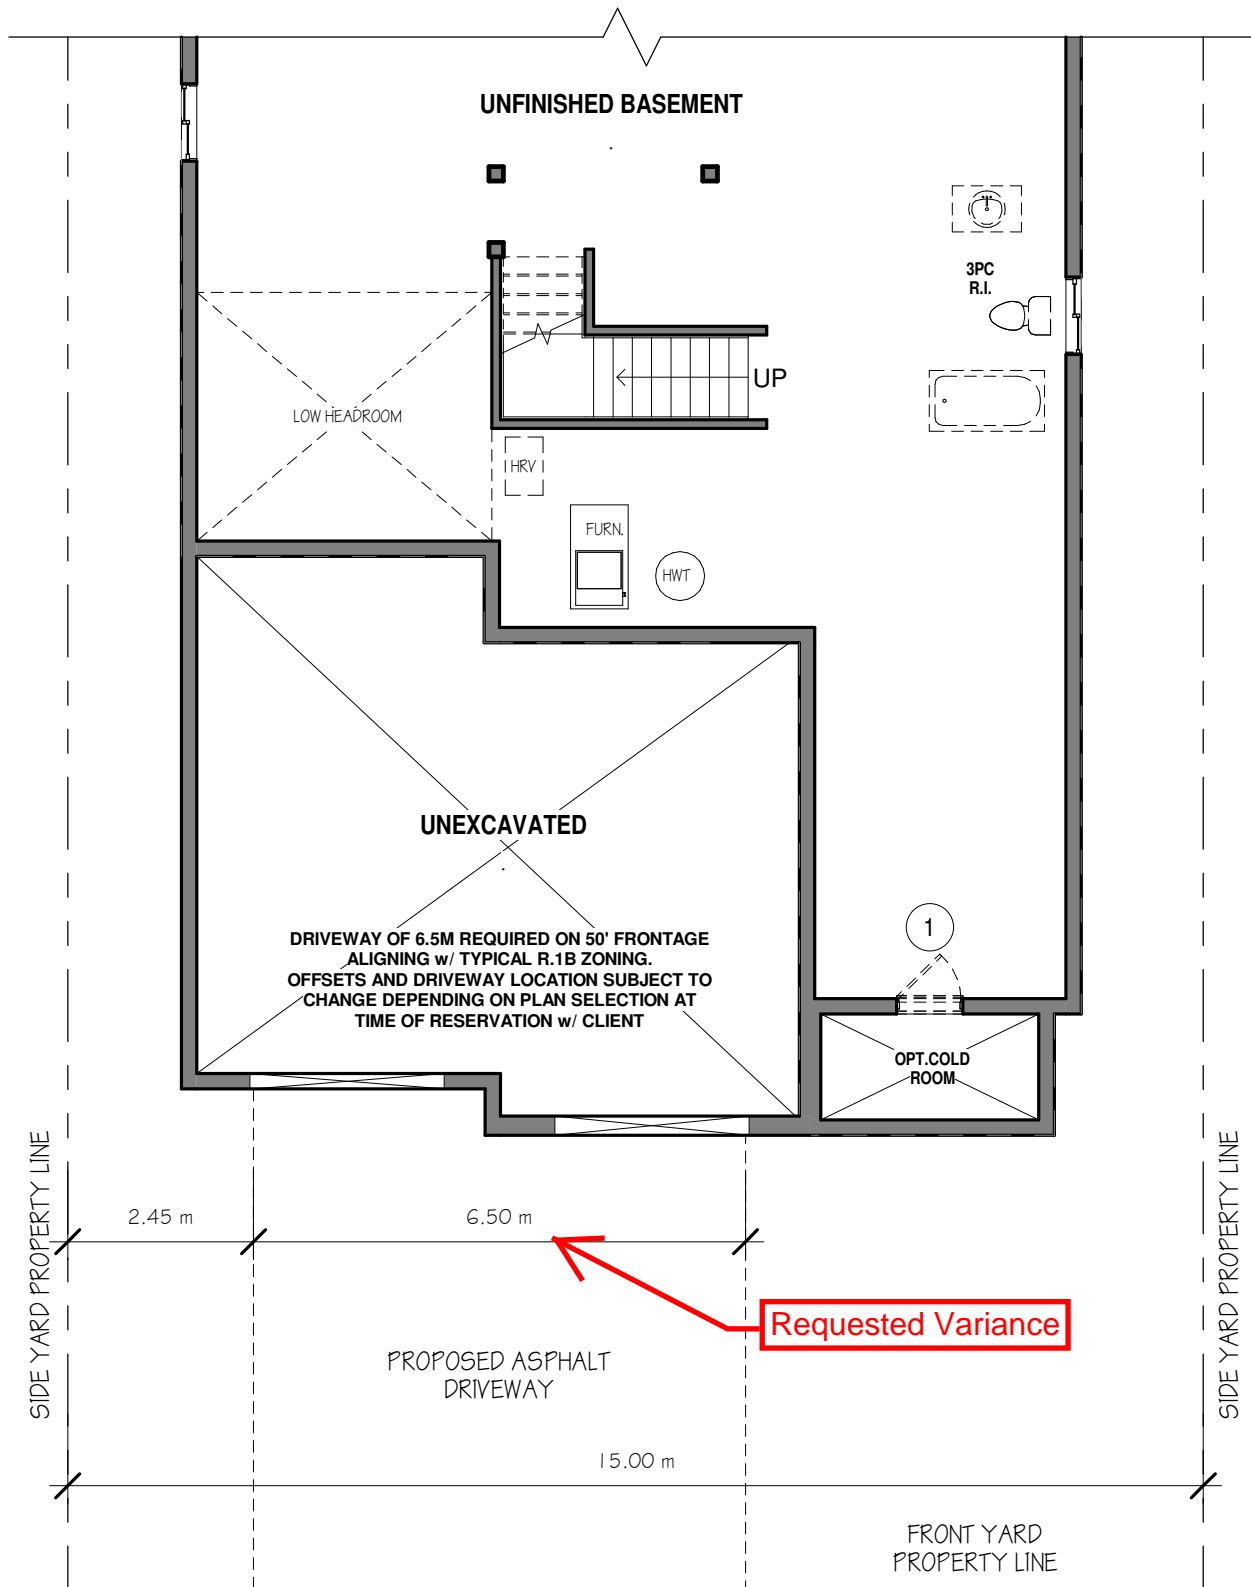 UNFINISHED BASEMENT
3PC
R.I.
UP
LOW HEADROOM
HRV
FURN.
HWT
UNEXCAVATED
DRIVEWAY OF 6.5M REQUIRED ON 50' FRONTAGE
ALIGNING w/ TYPICAL R.1B ZONING.
OFFSETS AND DRIVEWAY LOCATION SUBJECT TO
CHANGE DEPENDING ON PLAN SELECTION AT
TIME OF RESERVATION w/ CLIENT
1
OPT.COLD
ROOM
SIDE YARD PROPERTY LINE
SIDE YARD PROPERTY LINE
2.45 m
6.50 m
Requested Variance
PROPOSED ASPHALT
DRIVEWAY
15.00 m
FRONT YARD
PROPERTY LINE